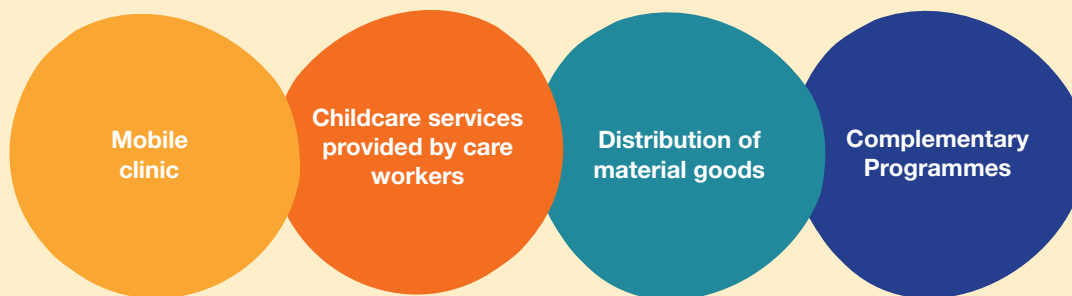 Mobile
clinic
Childcare services
provided by care
workers
Distribution of
material goods
Complementary
Programmes